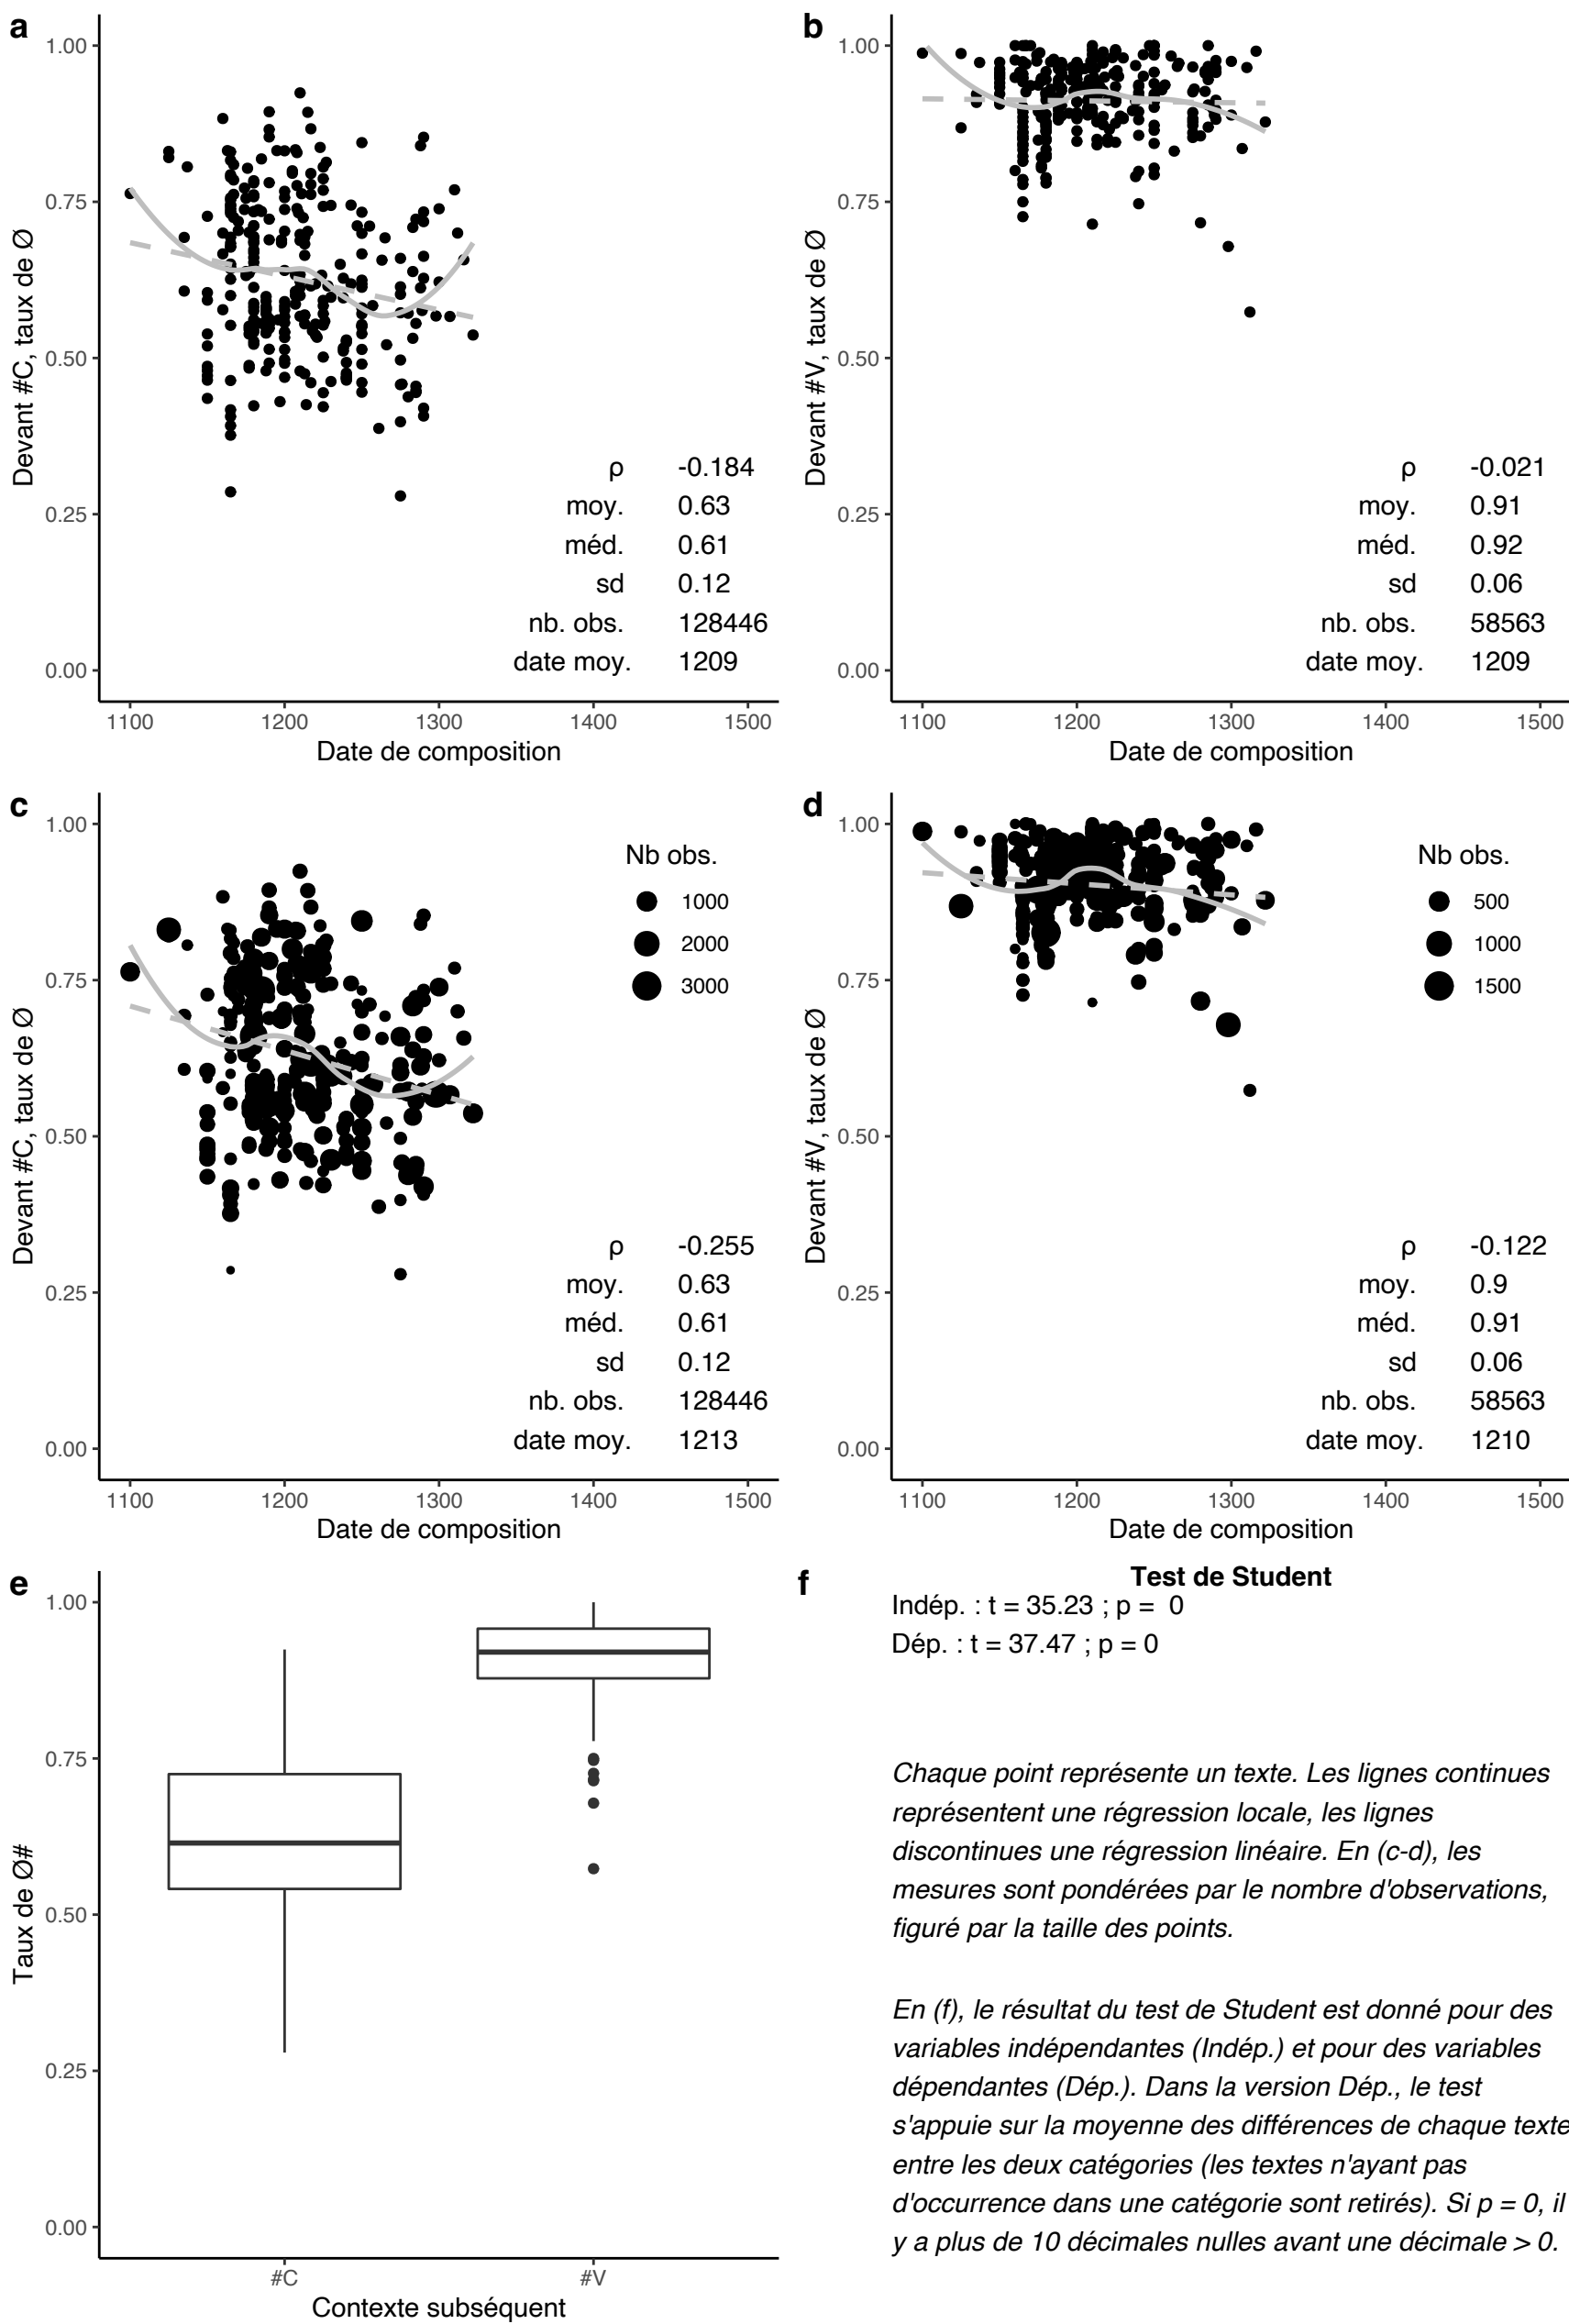 a
1.00
0.75
0.50
0.25
0.00
Devant #C, taux de Ø
ρ -0.184
moy. 0.63
méd. 0.61
sd 0.12
nb. obs. 128446
date moy. 1209
1100 1200 1300 1400 1500
Date de composition
b
1.00
0.75
0.50
0.25
0.00
Devant #V, taux de Ø
ρ -0.021
moy. 0.91
méd. 0.92
sd 0.06
nb. obs. 58563
date moy. 1209
1100 1200 1300 1400 1500
Date de composition
c
1.00
0.75
0.50
0.25
0.00
Devant #C, taux de Ø
Nb obs.
1000
2000
3000
ρ -0.255
moy. 0.63
méd. 0.61
sd 0.12
nb. obs. 128446
date moy. 1213
1100 1200 1300 1400 1500
Date de composition
d
1.00
0.75
0.50
0.25
0.00
Devant #V, taux de Ø
Nb obs.
500
1000
1500
ρ -0.122
moy. 0.9
méd. 0.91
sd 0.06
nb. obs. 58563
date moy. 1210
1100 1200 1300 1400 1500
Date de composition
e
1.00
0.75
0.50
0.25
0.00
Taux de Ø#
#C #V
Contexte subséquent
f
Test de Student
Indép. : t = 35.23 ; p = 0
Dép. : t = 37.47 ; p = 0
Chaque point représente un texte. Les lignes continues
représentent une régression locale, les lignes
discontinues une régression linéaire. En (c-d), les
mesures sont pondérées par le nombre d'observations,
figuré par la taille des points.
En (f), le résultat du test de Student est donné pour des
variables indépendantes (Indép.) et pour des variables
dépendantes (Dép.). Dans la version Dép., le test
s'appuie sur la moyenne des différences de chaque texte
entre les deux catégories (les textes n'ayant pas
d'occurrence dans une catégorie sont retirés). Si p = 0, il
y a plus de 10 décimales nulles avant une décimale > 0.